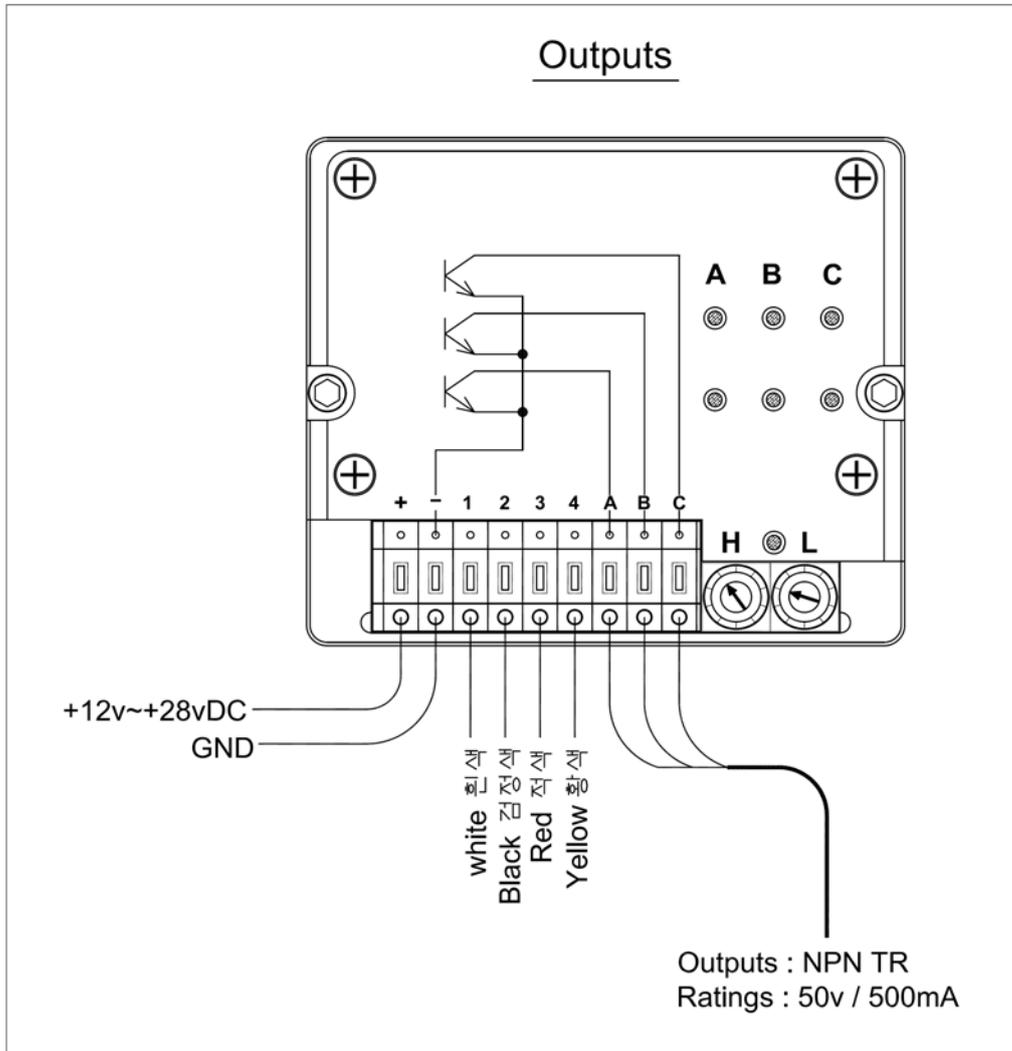 Outputs
A B C
+ − 1 2 3 4 A B C
H L
+12v~+28vDC
GND
white 흰색
Black 검정색
Red 적색
Yellow 황색
Outputs : NPN TR
Ratings : 50v / 500mA